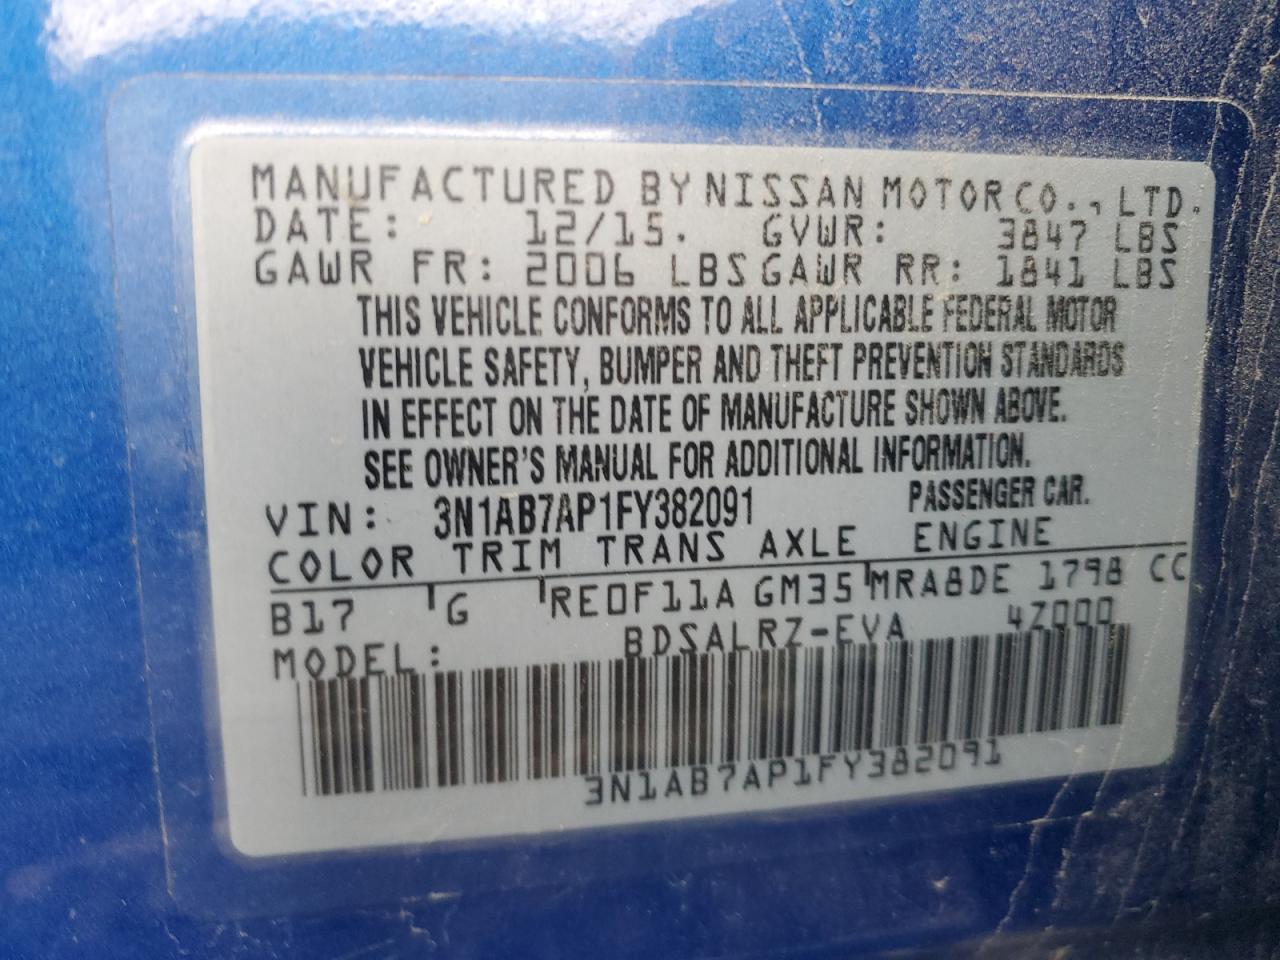 MANUFACTURED BY NISSAN MOTOR CO., LTD.
DATE: 12/15. GVWR: 3847 LBS
GAWR FR: 2006 LBS GAWR RR: 1841 LBS
THIS VEHICLE CONFORMS TO ALL APPLICABLE FEDERAL MOTOR
VEHICLE SAFETY, BUMPER AND THEFT PREVENTION STANDARDS
IN EFFECT ON THE DATE OF MANUFACTURE SHOWN ABOVE.
SEE OWNER'S MANUAL FOR ADDITIONAL INFORMATION.
VIN: 3N1AB7AP1FY382091 PASSENGER CAR.
COLOR TRIM TRANS AXLE ENGINE
B17 G RE0F11A GM35 MRA8DE 1798 CC
MODEL: BDSALRZ-EVA 4Z000
3N1AB7AP1FY382091